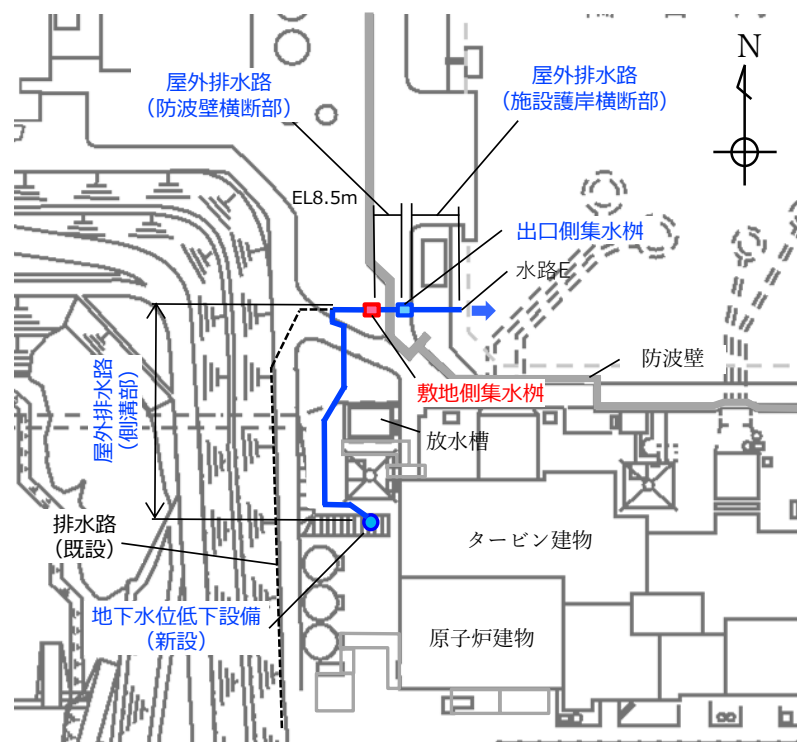 屋外排水路
（防波壁横断部）
屋外排水路
（施設護岸横断部）
N
EL8.5m
出口側集水桝
水路E
防波壁
敷地側集水桝
放水槽
屋外排水路
（側溝部）
排水路
（既設）
タービン建物
地下水位低下設備
（新設）
原子炉建物